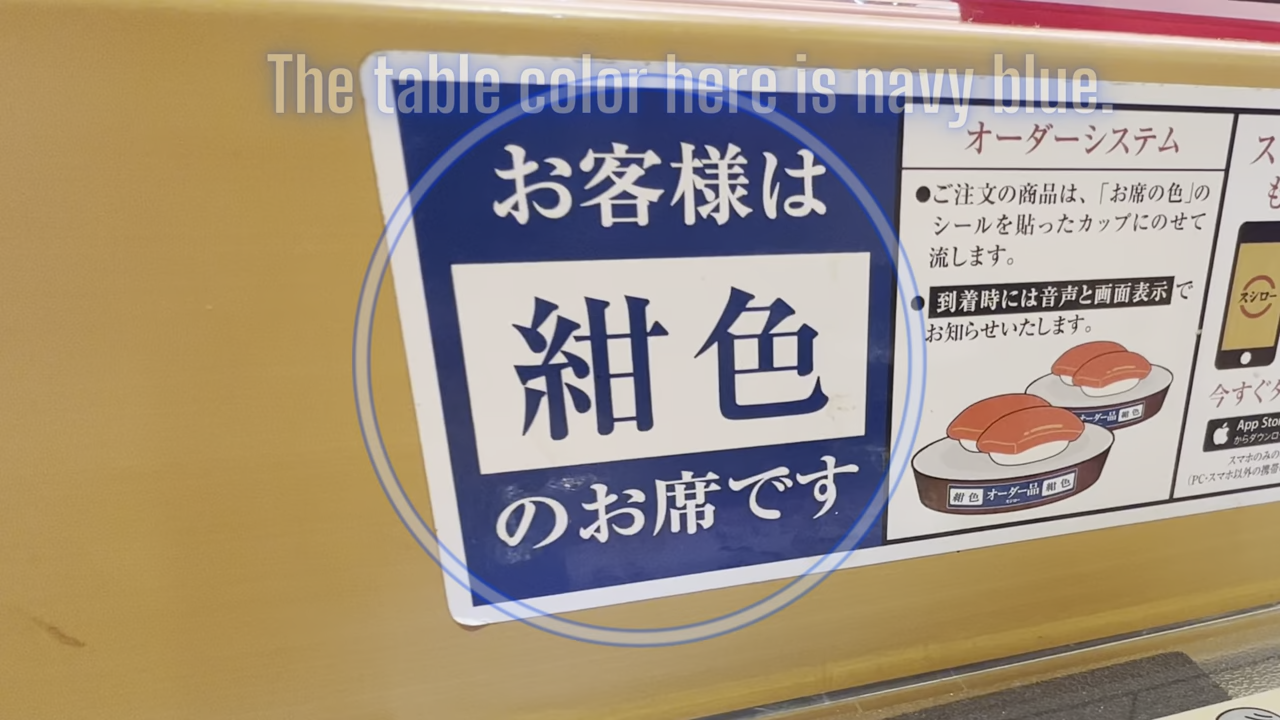 The table color here is navy blue.
お客様は
紺色
のお席です
オーダーシステム
●ご注文の商品は、「お席の色」の
シールを貼ったカップにのせて
流します。
●到着時には音声と画面表示で
お知らせいたします。
オーダー品 紺色
紺色 オーダー品 紺色
ス
も
スシロー
今すぐ
App Sto
からダウンロ
スマホのみの
(PC・スマホ以外の携帯